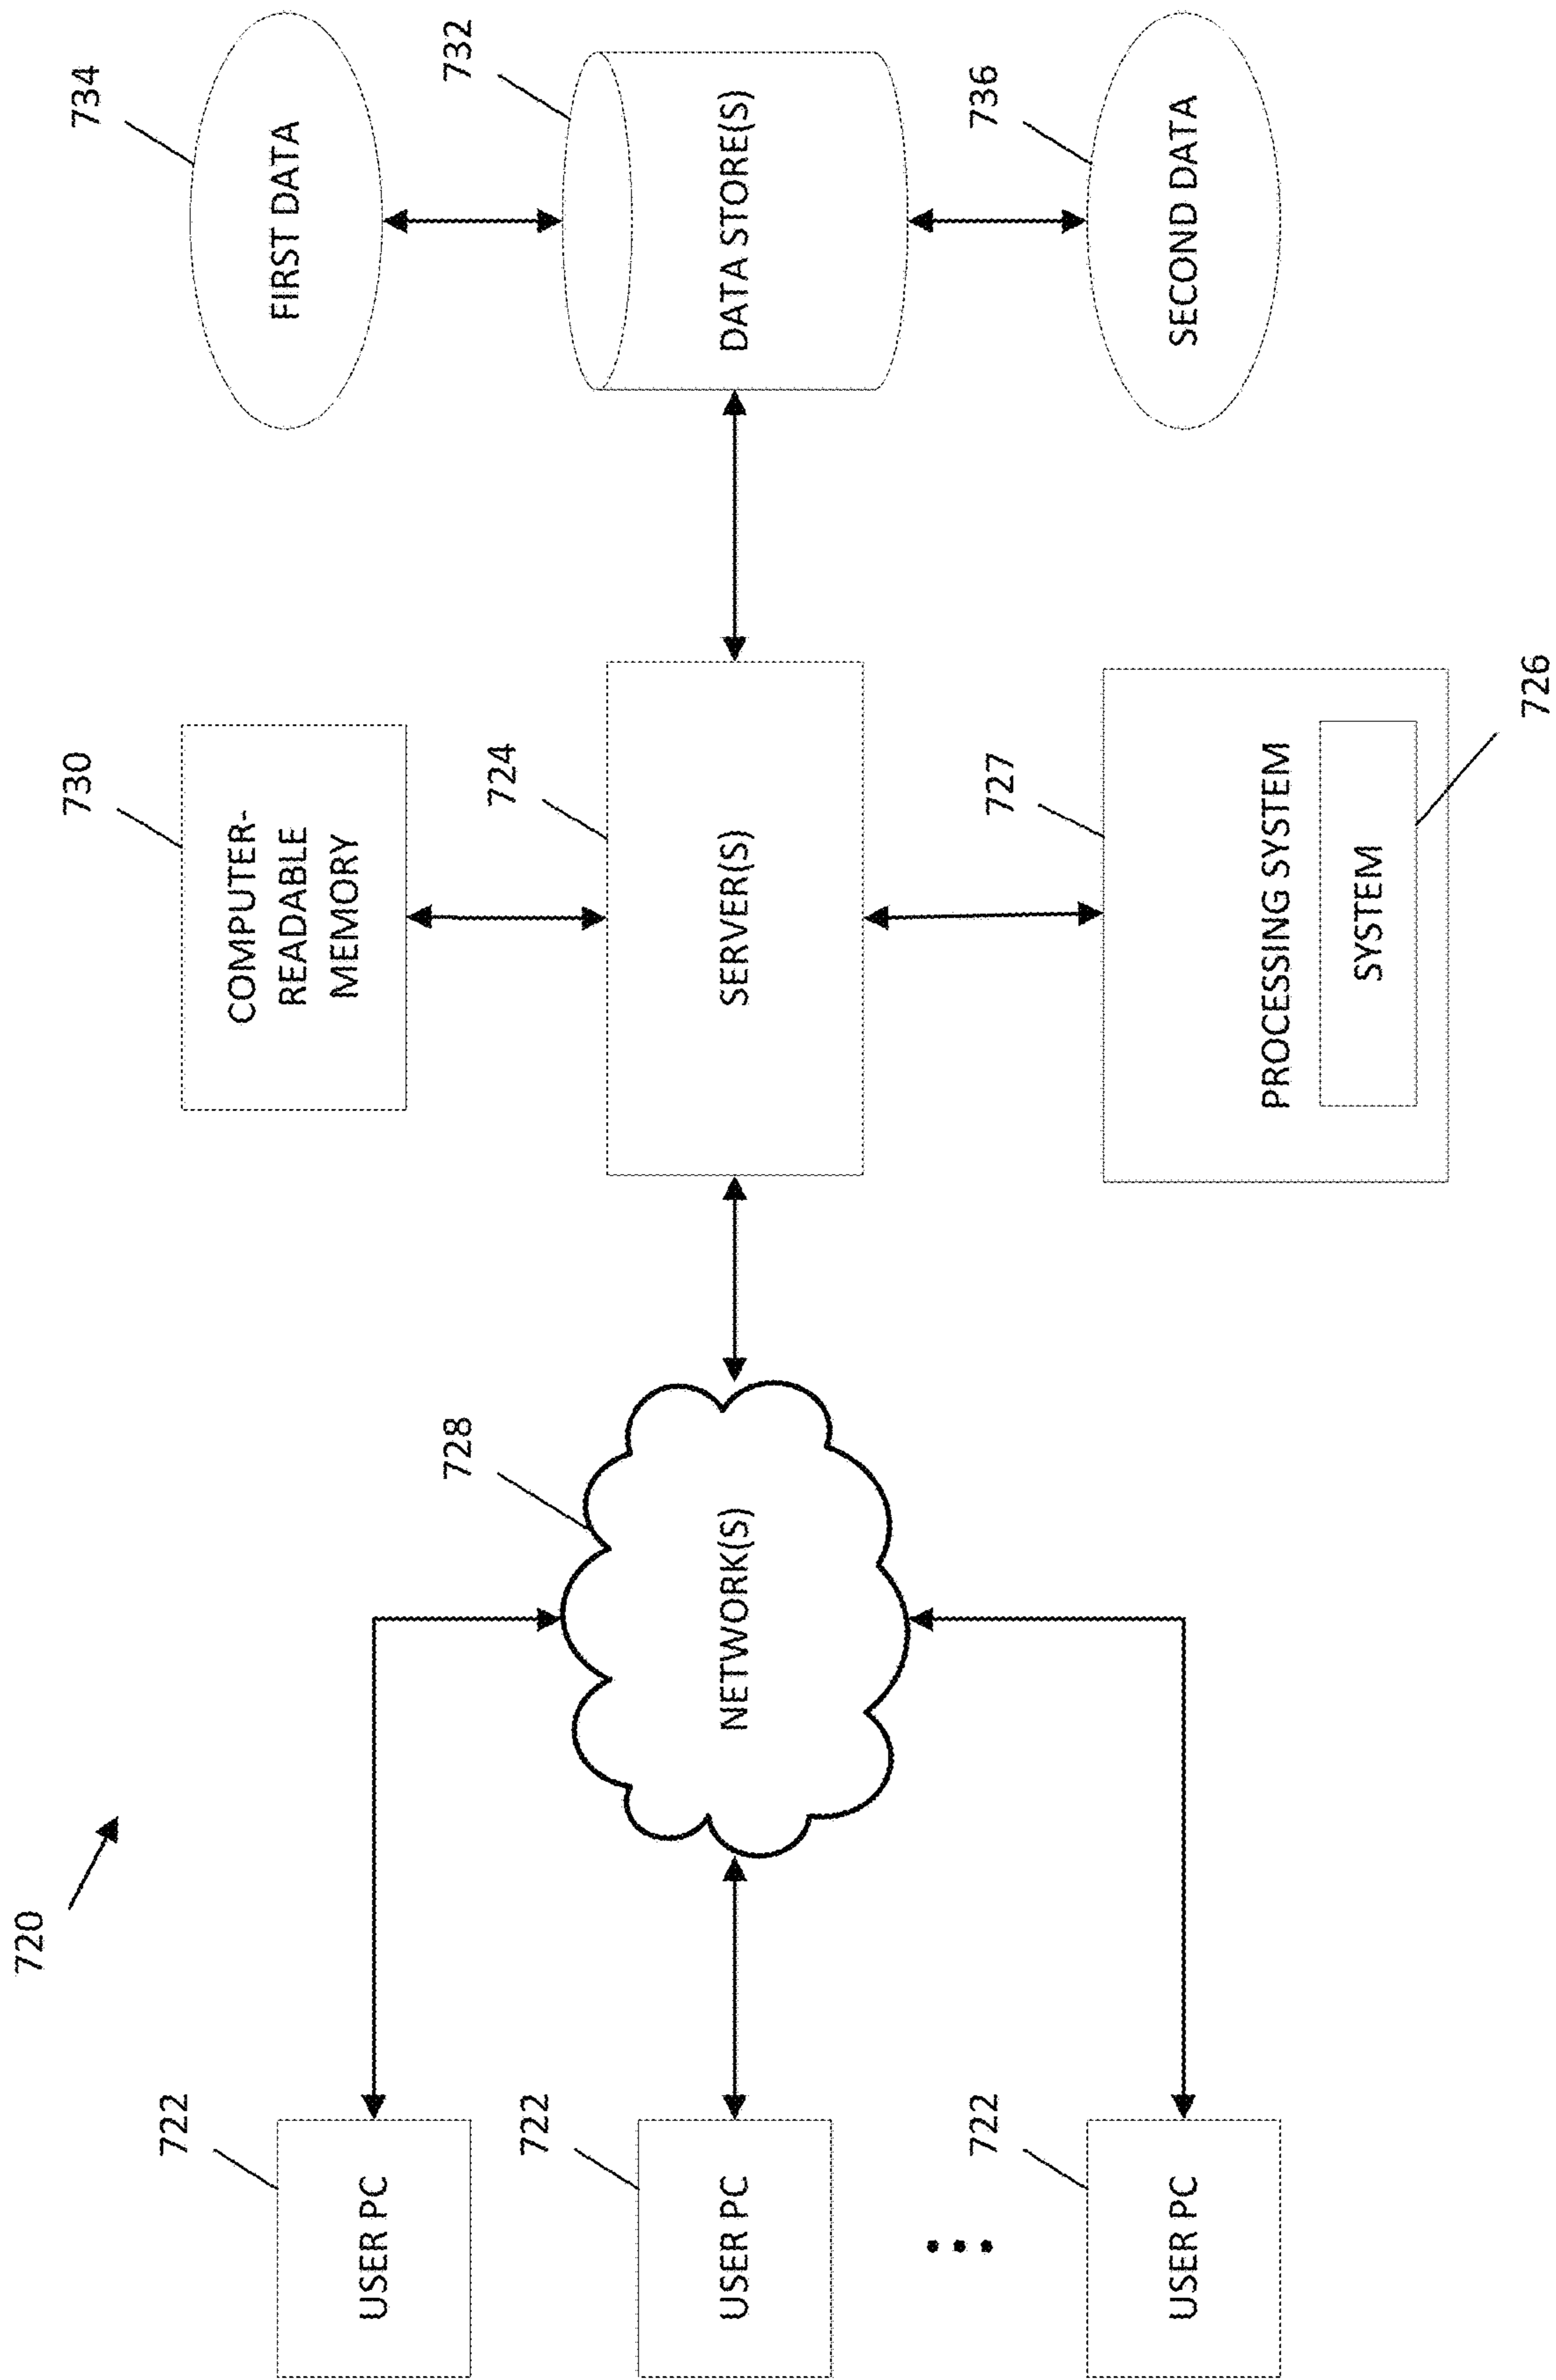 720
722
USER PC
722
USER PC
722
USER PC
728
NETWORK(S)
730
COMPUTER-
READABLE
MEMORY
724
SERVER(S)
727
PROCESSING SYSTEM
SYSTEM
726
734
FIRST DATA
732
DATA STORE(S)
736
SECOND DATA